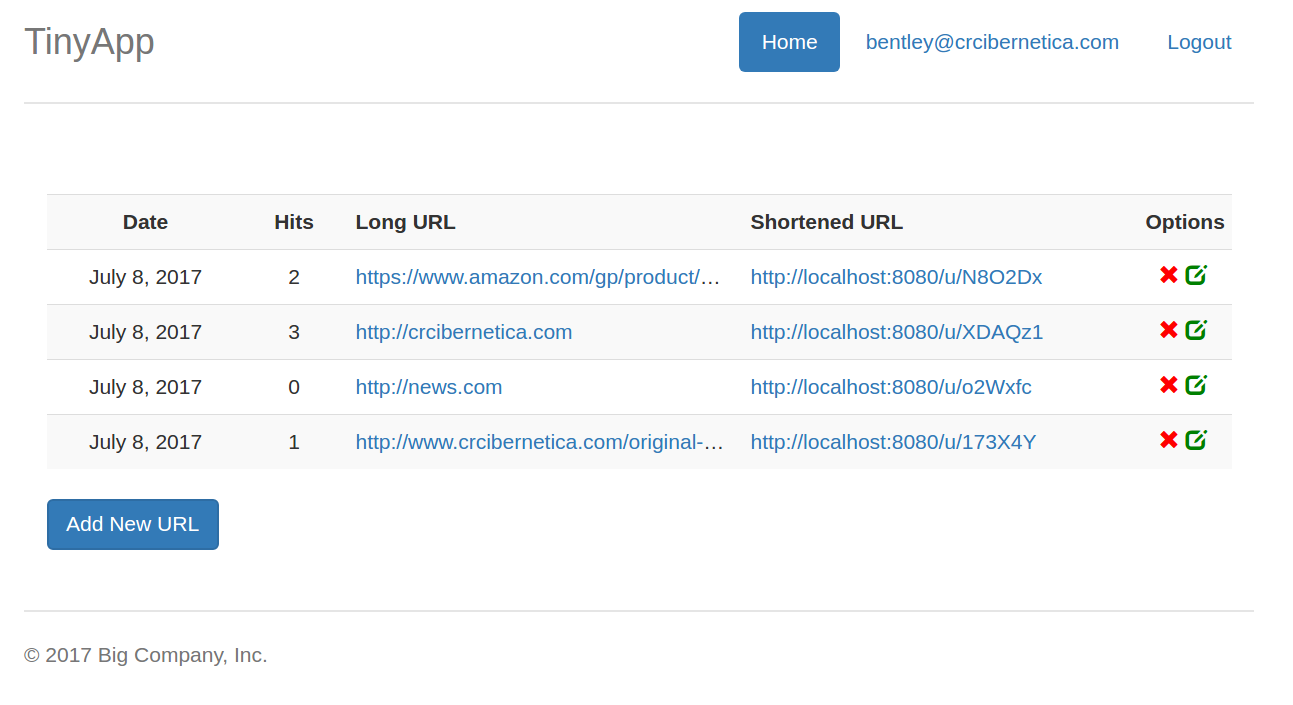 TinyApp Home bentley@crcibernetica.com Logout
Date Hits Long URL Shortened URL Options
July 8, 2017 2 https://www.amazon.com/gp/product/… http://localhost:8080/u/N8O2Dx
July 8, 2017 3 http://crcibernetica.com http://localhost:8080/u/XDAQz1
July 8, 2017 0 http://news.com http://localhost:8080/u/o2Wxfc
July 8, 2017 1 http://www.crcibernetica.com/original-… http://localhost:8080/u/173X4Y
Add New URL
© 2017 Big Company, Inc.